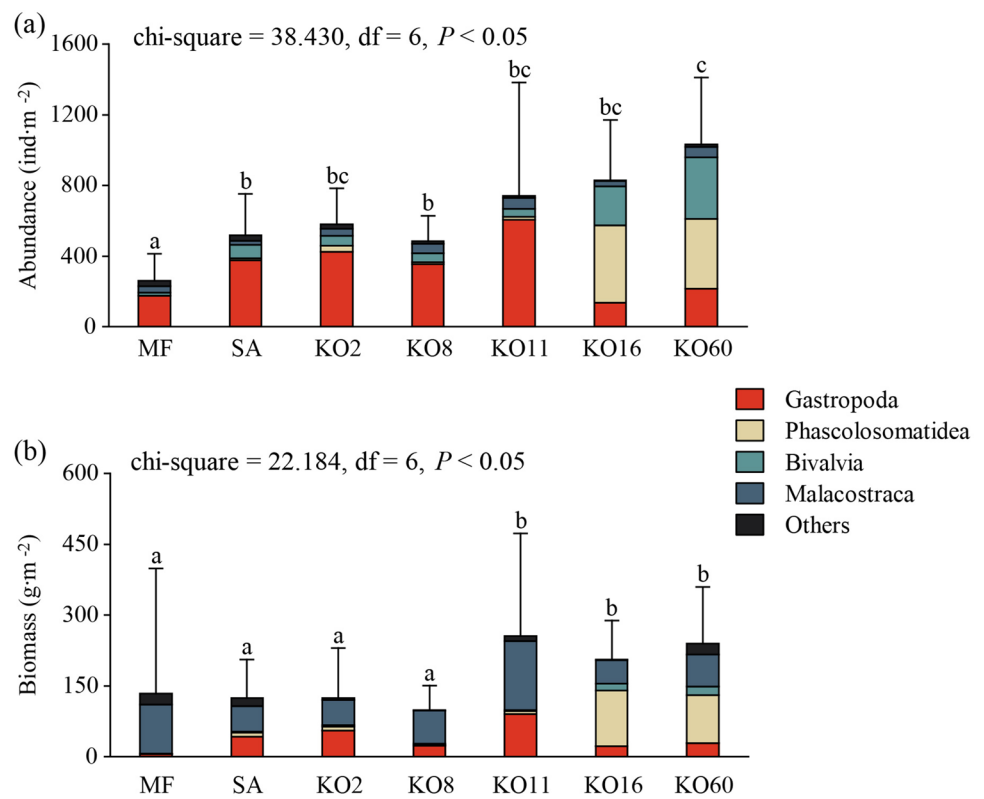 (a)
chi-square = 38.430, df = 6, P < 0.05
Abundance (ind·m -2)
1600
1200
800
400
0
a
b
bc
b
bc
bc
c
MF SA KO2 KO8 KO11 KO16 KO60
Gastropoda
Phascolosomatidea
Bivalvia
Malacostraca
Others
(b)
chi-square = 22.184, df = 6, P < 0.05
Biomass (g·m -2)
600
450
300
150
0
a
a
a
a
b
b
b
MF SA KO2 KO8 KO11 KO16 KO60